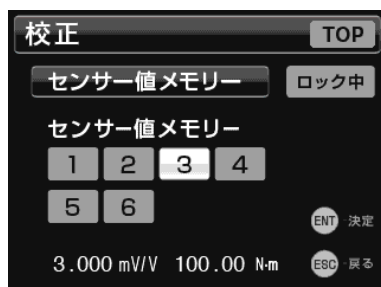 校正 TOP
センサー値メモリー ロック中
センサー値メモリー
1 2 3 4
5 6
ENT -決定
3.000 mV/V 100.00 N·m ESC -戻る